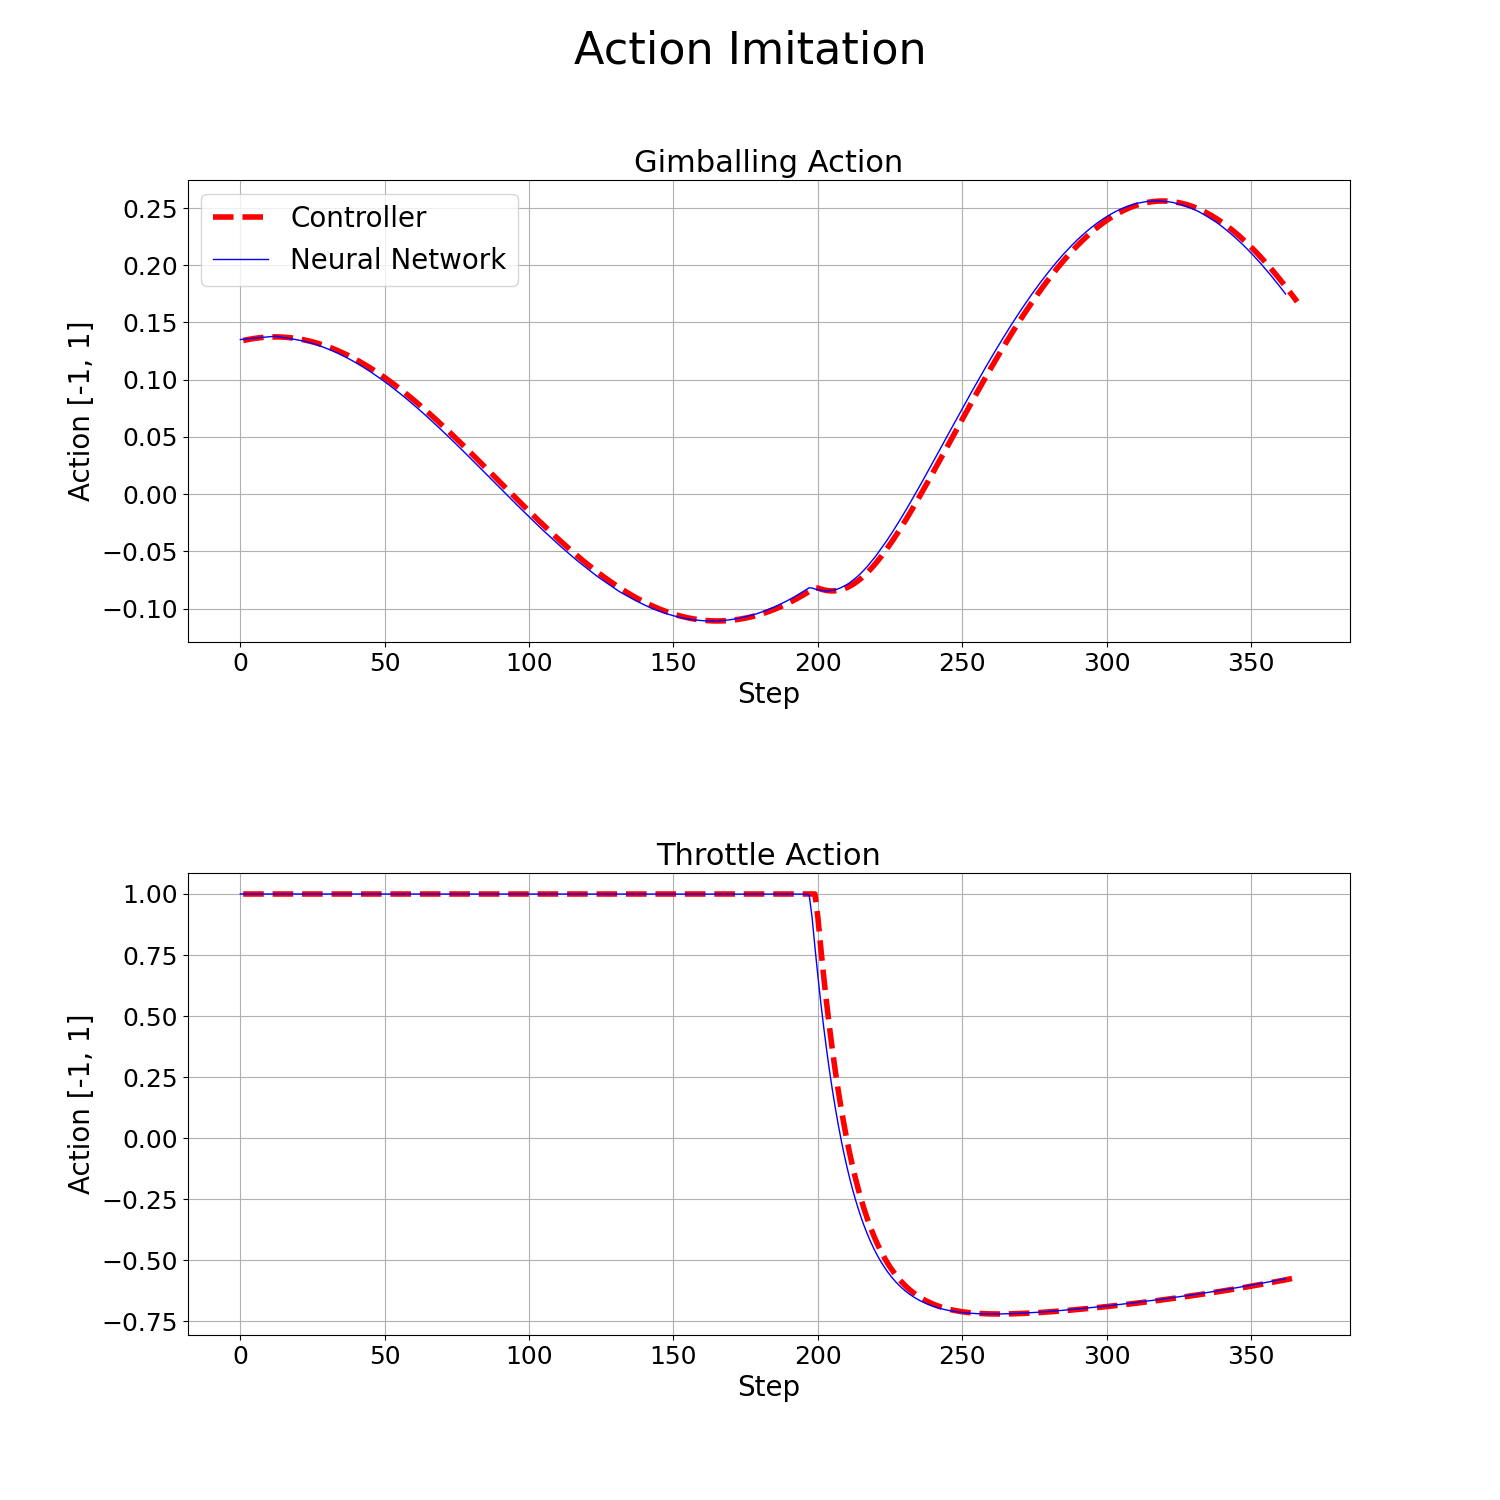 Action Imitation
Gimballing Action
Controller
Neural Network
Action [-1, 1]
0.25
0.20
0.15
0.10
0.05
0.00
−0.05
−0.10
0 50 100 150 200 250 300 350
Step
Throttle Action
Action [-1, 1]
1.00
0.75
0.50
0.25
0.00
−0.25
−0.50
−0.75
0 50 100 150 200 250 300 350
Step